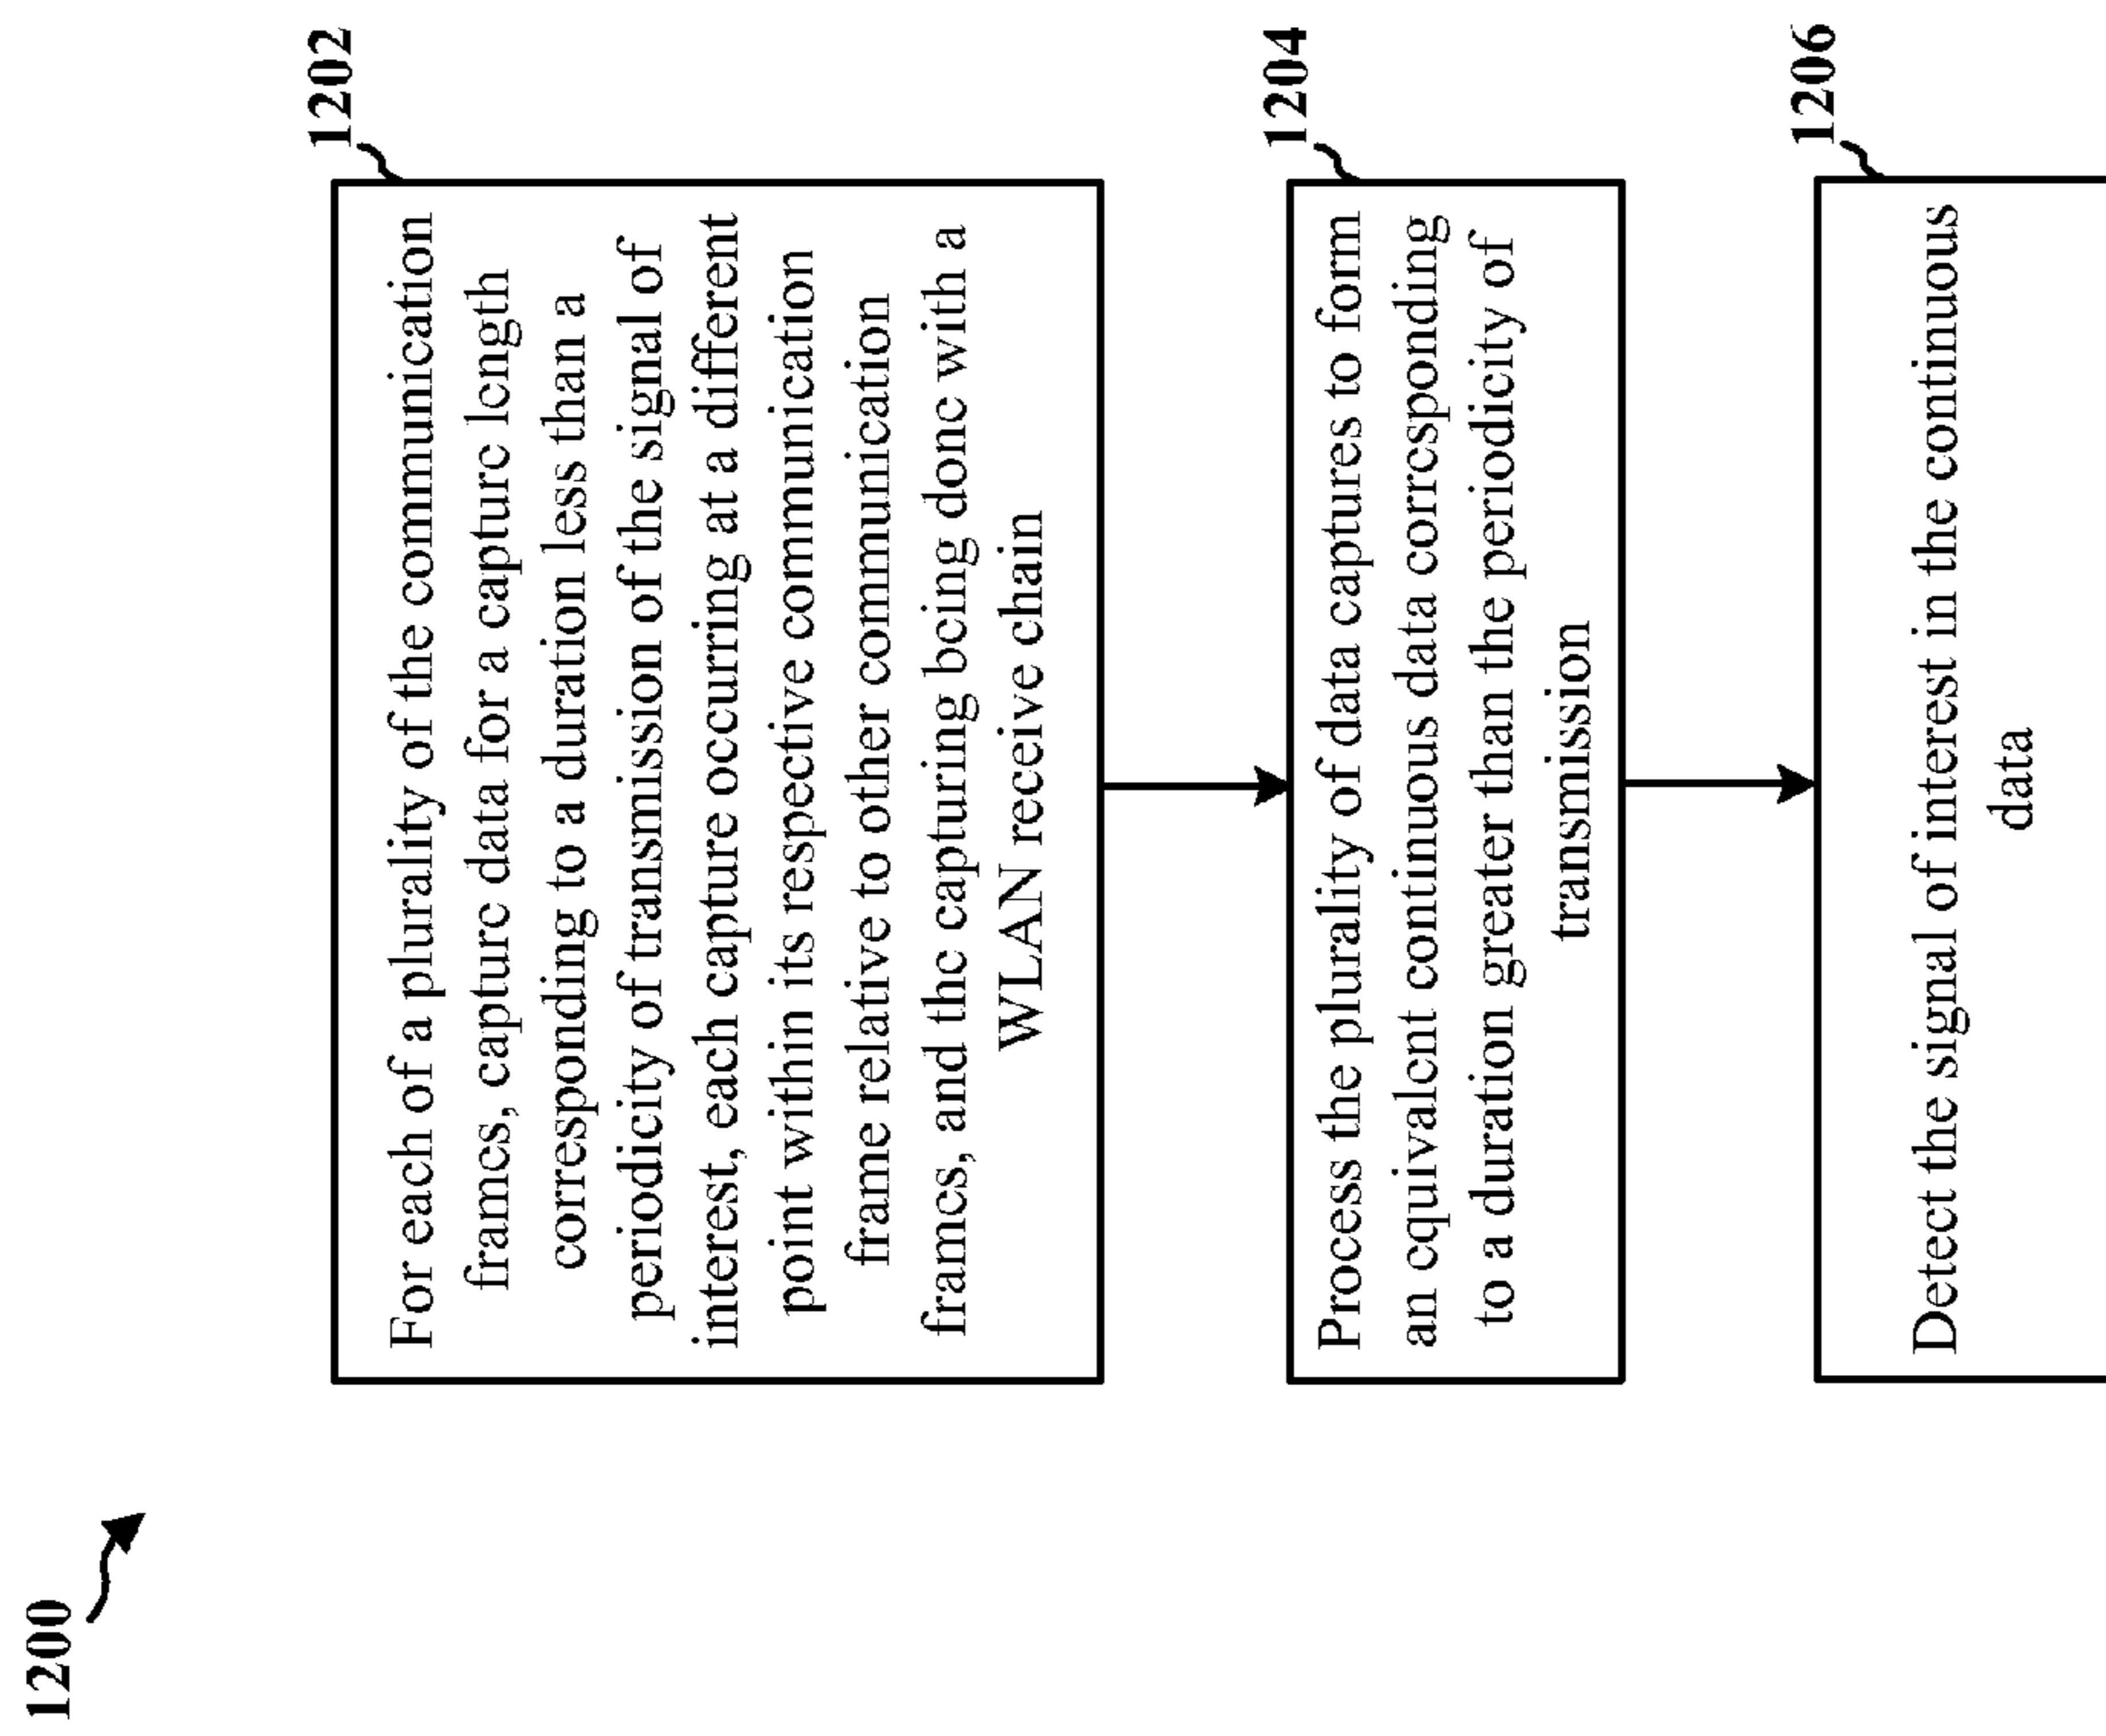 1200
1202
For each of a plurality of the communication
frames, capture data for a capture length
corresponding to a duration less than a
periodicity of transmission of the signal of
interest, each capture occuring at a different
point within its respective communication
frame relative to other communication
frames, and the capturing being done with a
WLAN receive chain
1204
Process the plurality of data captures to form
an equivalent continuous data corresponding
to a duration greater than the periodicity of
transmission
1206
Detect the signal of interest in the continuous
data